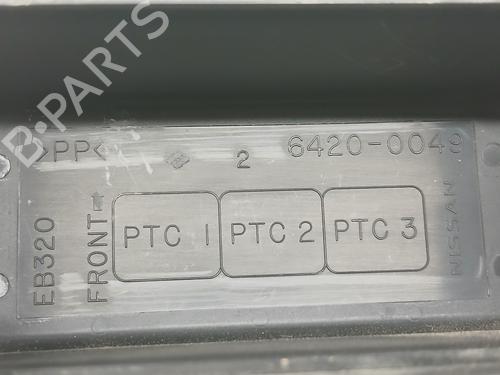 B-PARTS
>PP< 2 6420-0049
EB320
FRONT→
PTC 1 PTC 2 PTC 3
NISSAN